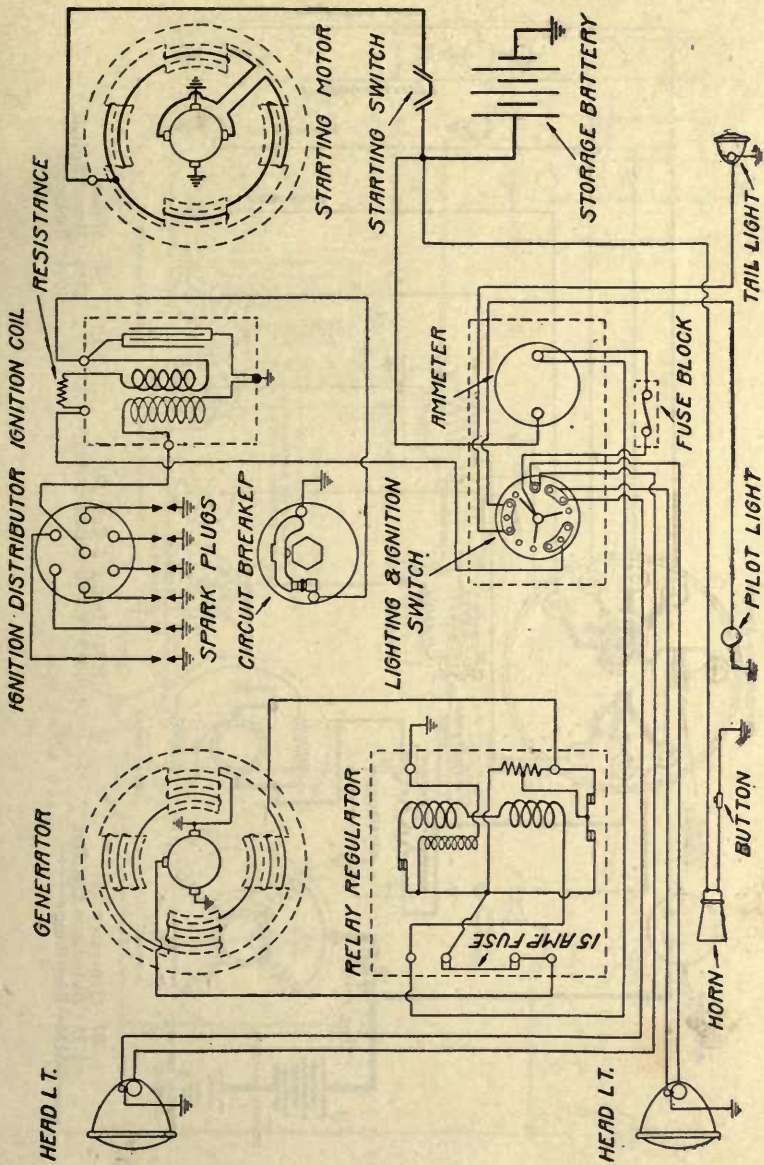 IGNITION DISTRIBUTOR
IGNITION COIL
RESISTANCE
STARTING MOTOR
SPARK PLUGS
CIRCUIT BREAKEP
STARTING SWITCH
STORAGE BATTERY
GENERATOR
LIGHTING & IGNITION
SWITCH
AMMETER
RELAY REGULATOR
15 AMP FUSE
FUSE BLOCK
TAIL LIGHT
HEAD LT.
HEAD LT.
HORN
BUTTON
PILOT LIGHT